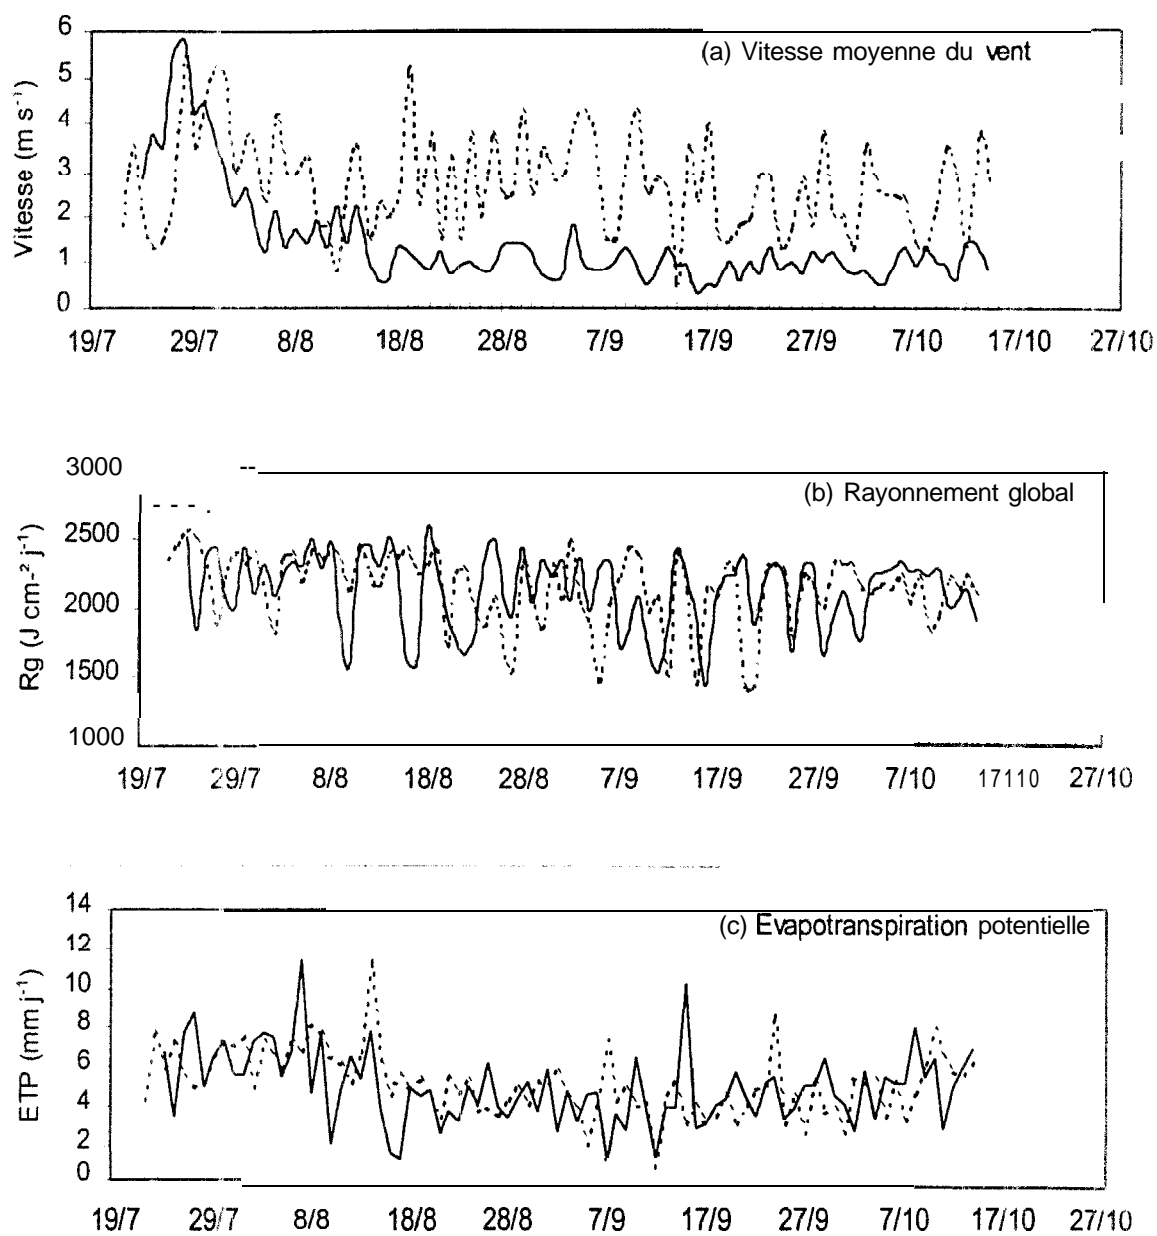 (a) Vitesse moyenne du vent
Vitesse (m s⁻¹)
6
5
4
3
2
1
0
19/7 29/7 8/8 18/8 28/8 7/9 17/9 27/9 7/10 17/10 27/10
(b) Rayonnement global
Rg (J cm-² j-¹)
3000
2500
2000
1500
1000
19/7 29/7 8/8 18/8 28/8 7/9 17/9 27/9 7/10 17110 27/10
(c) Evapotranspiration potentielle
ETP (mm j-¹)
14
12
10
8
6
4
2
0
19/7 29/7 8/8 18/8 28/8 7/9 17/9 27/9 7/10 17/10 27/10